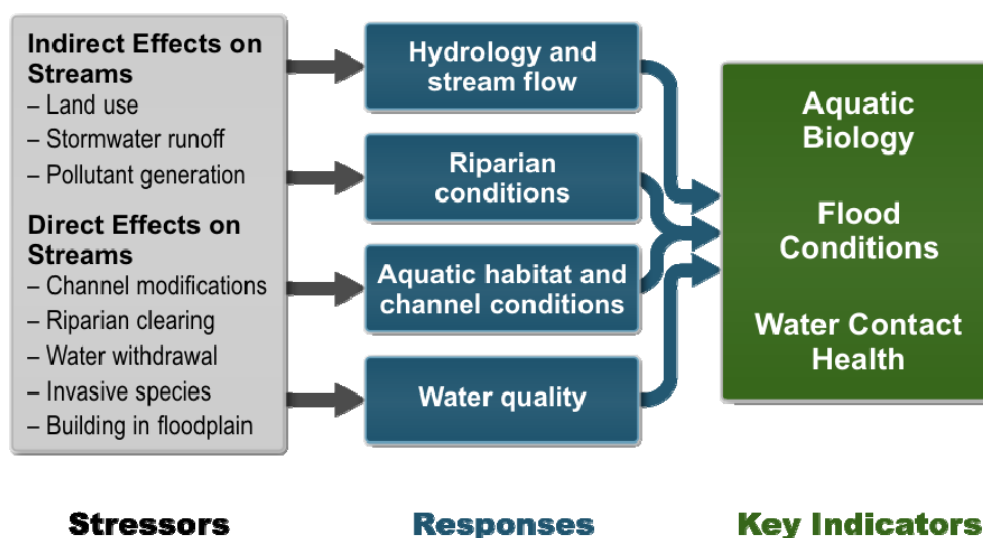 Indirect Effects on
Streams
– Land use
– Stormwater runoff
– Pollutant generation
Direct Effects on
Streams
– Channel modifications
– Riparian clearing
– Water withdrawal
– Invasive species
– Building in floodplain
Hydrology and
stream flow
Riparian
conditions
Aquatic habitat and
channel conditions
Water quality
Aquatic
Biology
Flood
Conditions
Water Contact
Health
Stressors
Responses
Key Indicators